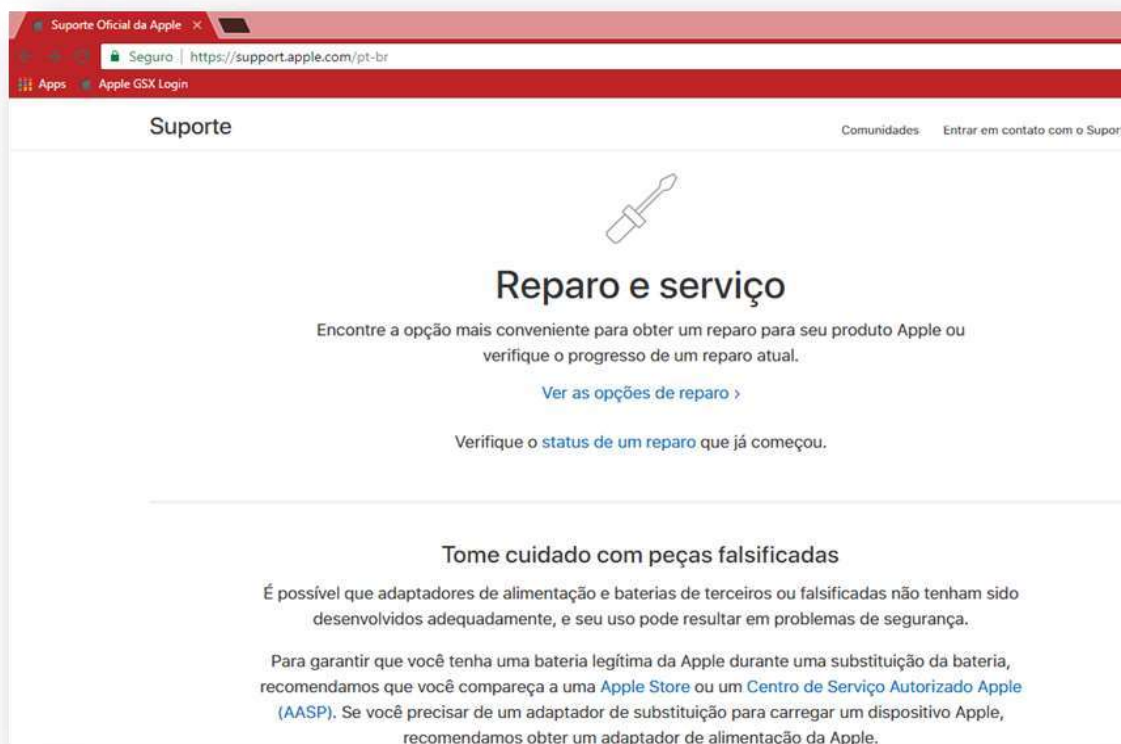 Suporte Oficial da Apple
Seguro | https://support.apple.com/pt-br
Apps Apple GSX Login
Suporte
Comunidades Entrar em contato com o Supor
Reparo e serviço
Encontre a opção mais conveniente para obter um reparo para seu produto Apple ou
verifique o progresso de um reparo atual.
Ver as opções de reparo >
Verifique o status de um reparo que já começou.
Tome cuidado com peças falsificadas
É possível que adaptadores de alimentação e baterias de terceiros ou falsificadas não tenham sido
desenvolvidos adequadamente, e seu uso pode resultar em problemas de segurança.
Para garantir que você tenha uma bateria legítima da Apple durante uma substituição da bateria,
recomendamos que você compareça a uma Apple Store ou um Centro de Serviço Autorizado Apple
(AASP). Se você precisar de um adaptador de substituição para carregar um dispositivo Apple,
recomendamos obter um adaptador de alimentação da Apple.